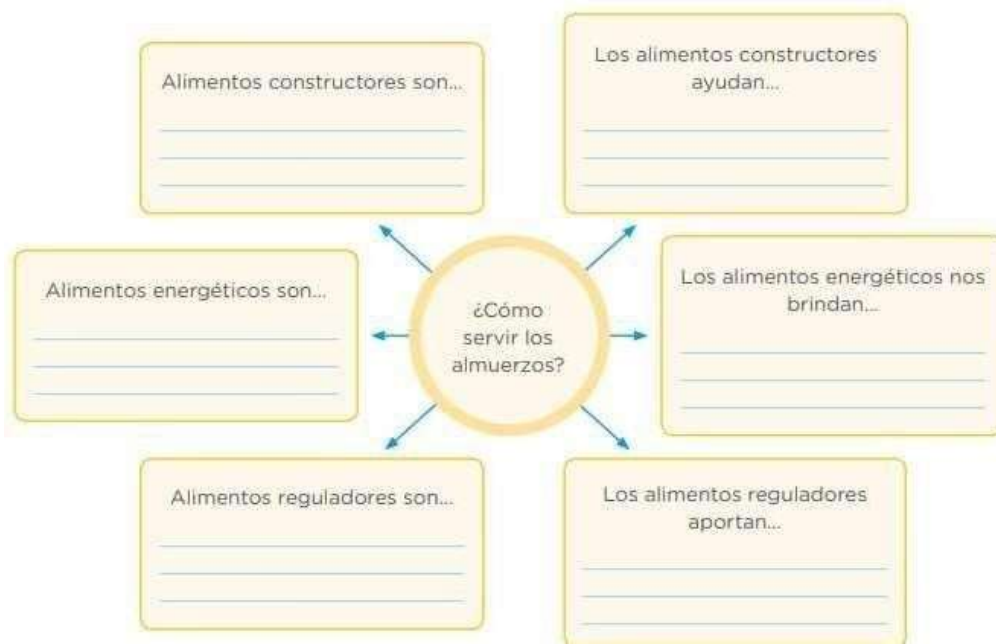 Alimentos constructores son...
Los alimentos constructores
ayudan...
Alimentos energéticos son...
¿Cómo
servir los
almuerzos?
Los alimentos energéticos nos
brindan...
Alimentos reguladores son...
Los alimentos reguladores
aportan...